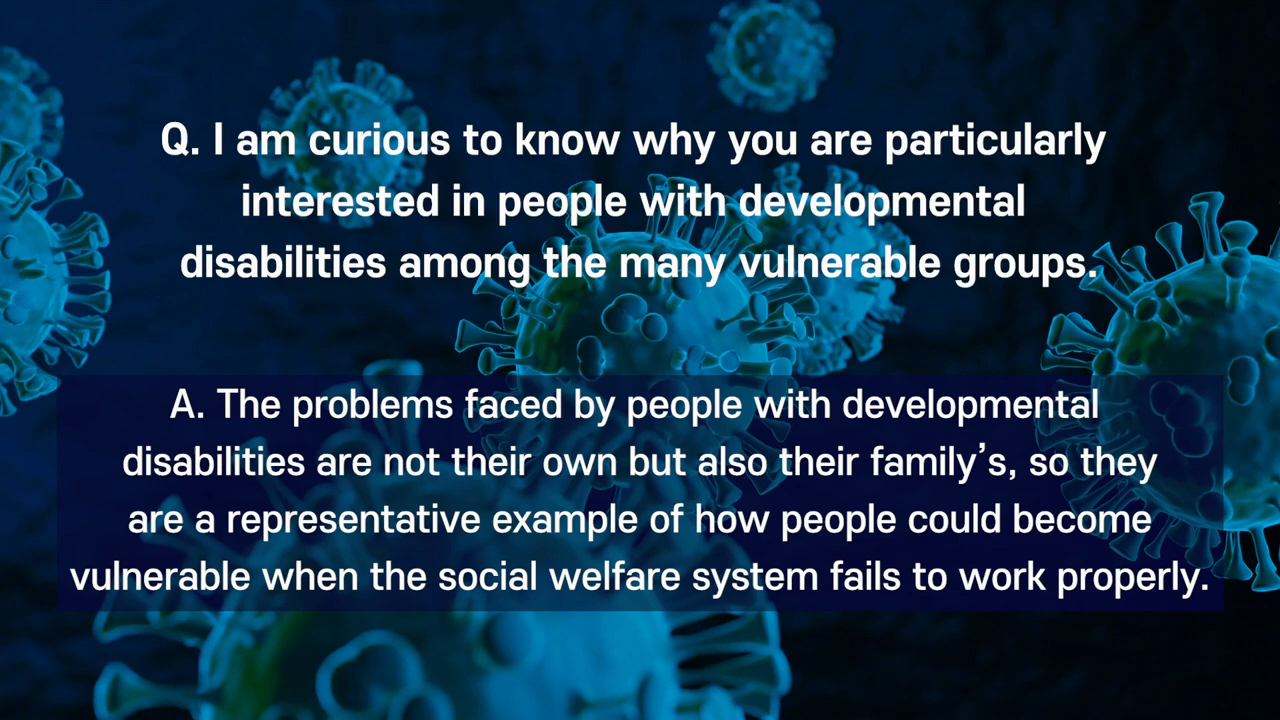 Q. I am curious to know why you are particularly
interested in people with developmental
disabilities among the many vulnerable groups.
A. The problems faced by people with developmental
disabilities are not their own but also their family’s, so they
are a representative example of how people could become
vulnerable when the social welfare system fails to work properly.